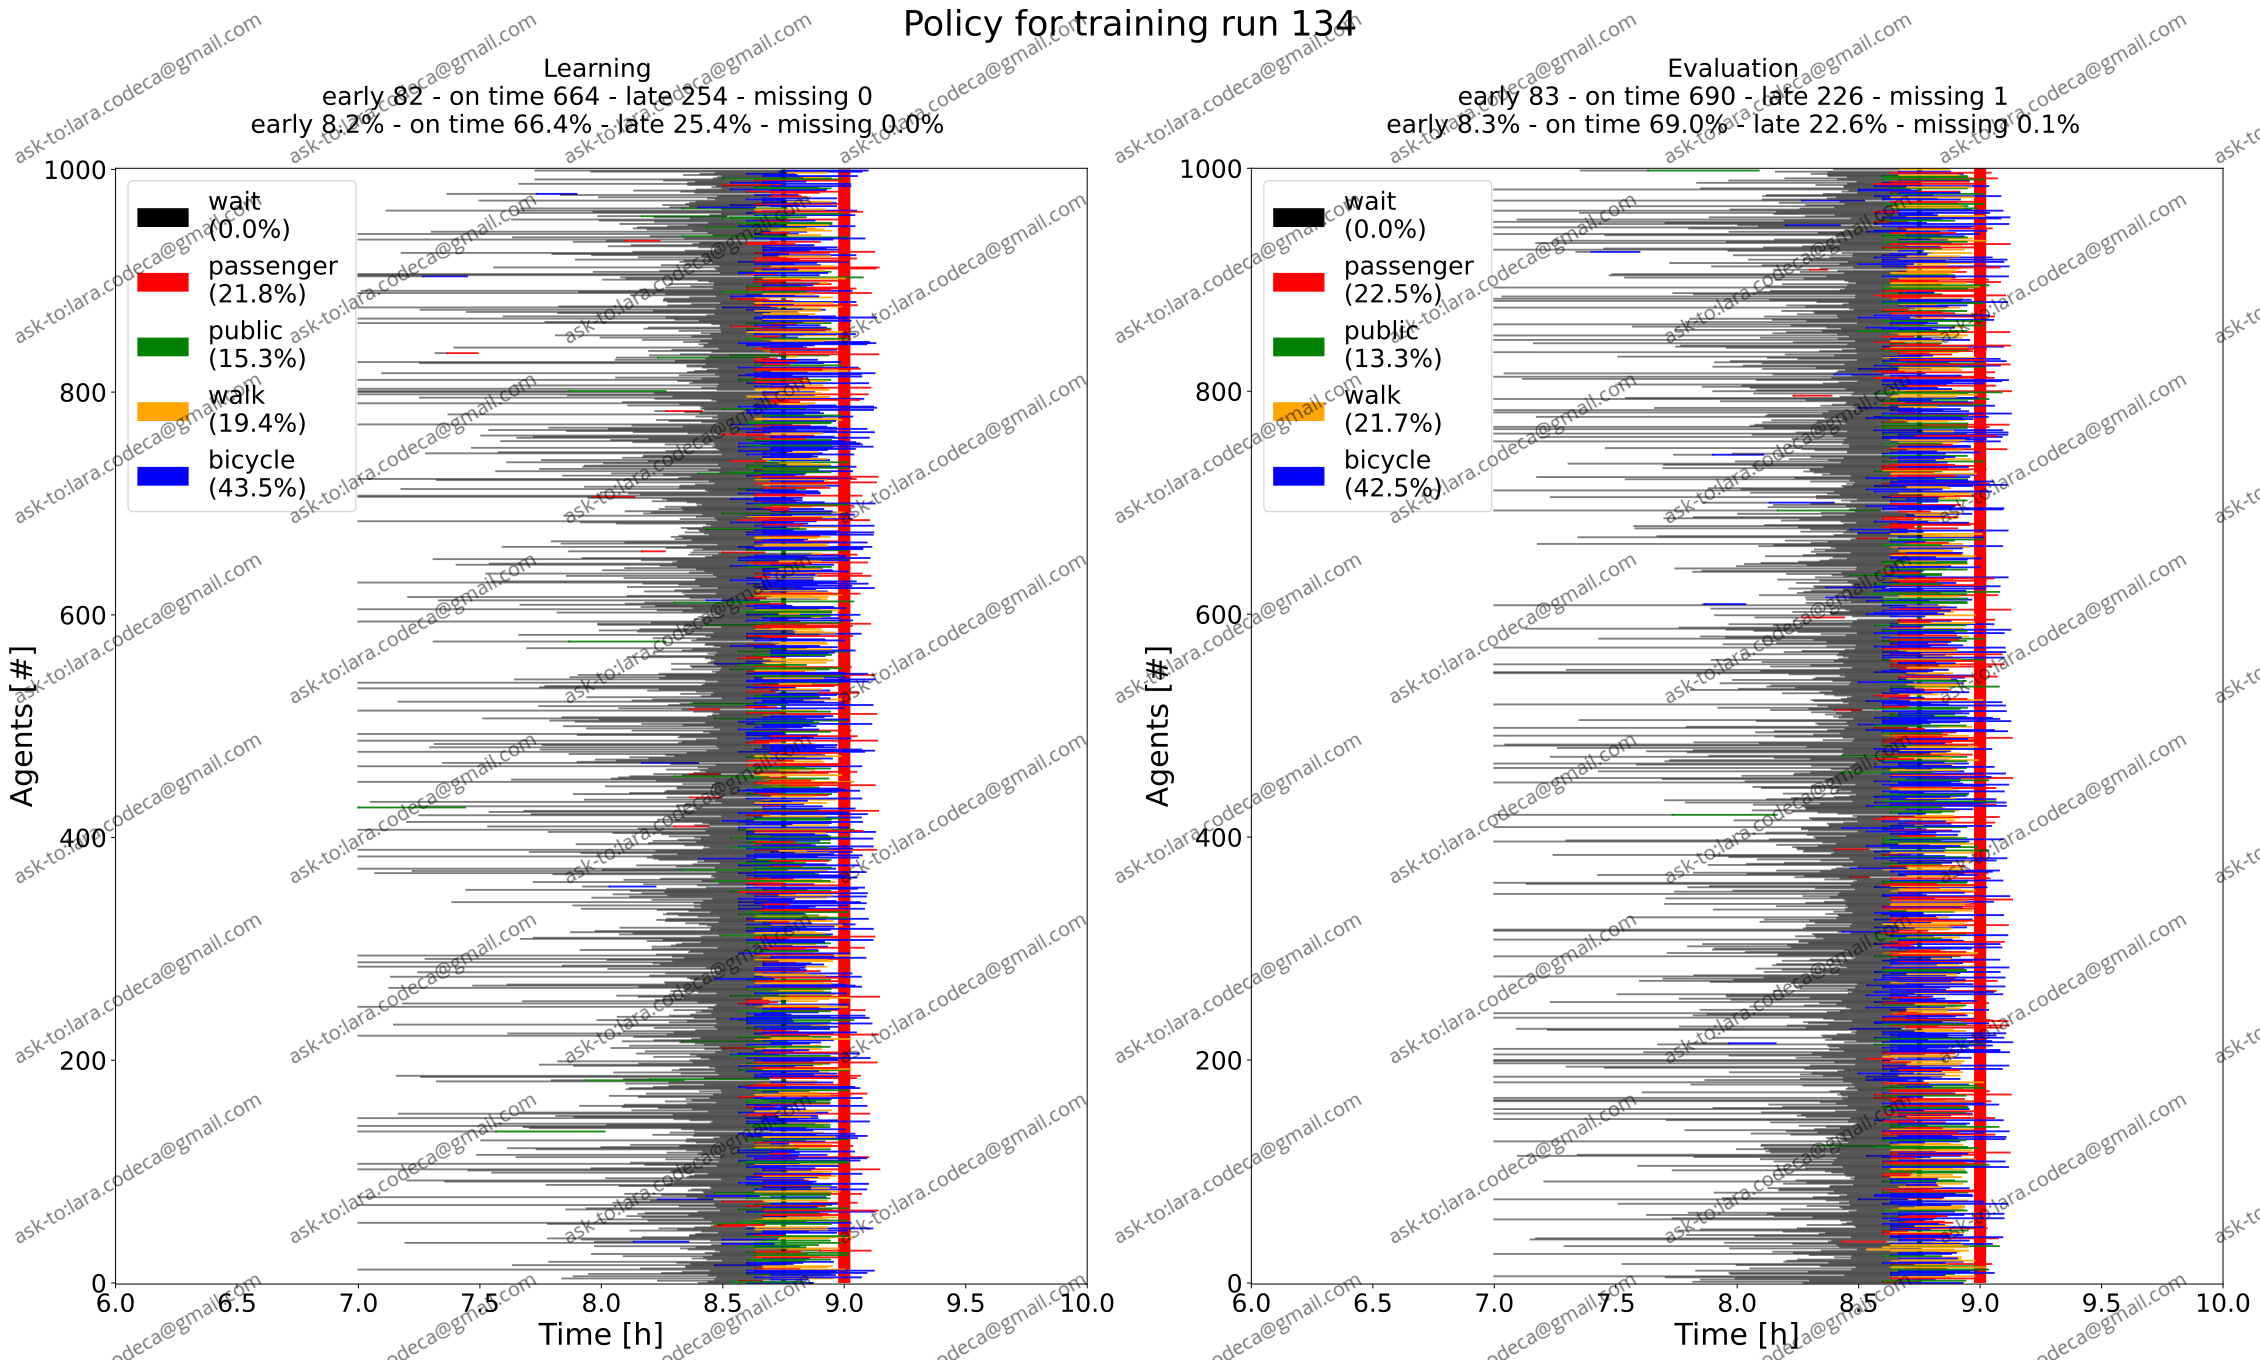 Policy for training run 134
Learning
early 82 - on time 664 - late 254 - missing 0
early 8.2% - on time 66.4% - late 25.4% - missing 0.0%
1000
800
600
400
200
0
Agents [#]
wait
(0.0%)
passenger
(21.8%)
public
(15.3%)
walk
(19.4%)
bicycle
(43.5%)
6.0 6.5 7.0 7.5 8.0 8.5 9.0 9.5 10.0
Time [h]
Evaluation
early 83 - on time 690 - late 226 - missing 1
early 8.3% - on time 69.0% - late 22.6% - missing 0.1%
1000
800
600
400
200
0
Agents [#]
wait
(0.0%)
passenger
(22.5%)
public
(13.3%)
walk
(21.7%)
bicycle
(42.5%)
6.0 6.5 7.0 7.5 8.0 8.5 9.0 9.5 10.0
Time [h]
ask-to:lara.codeca@gmail.com